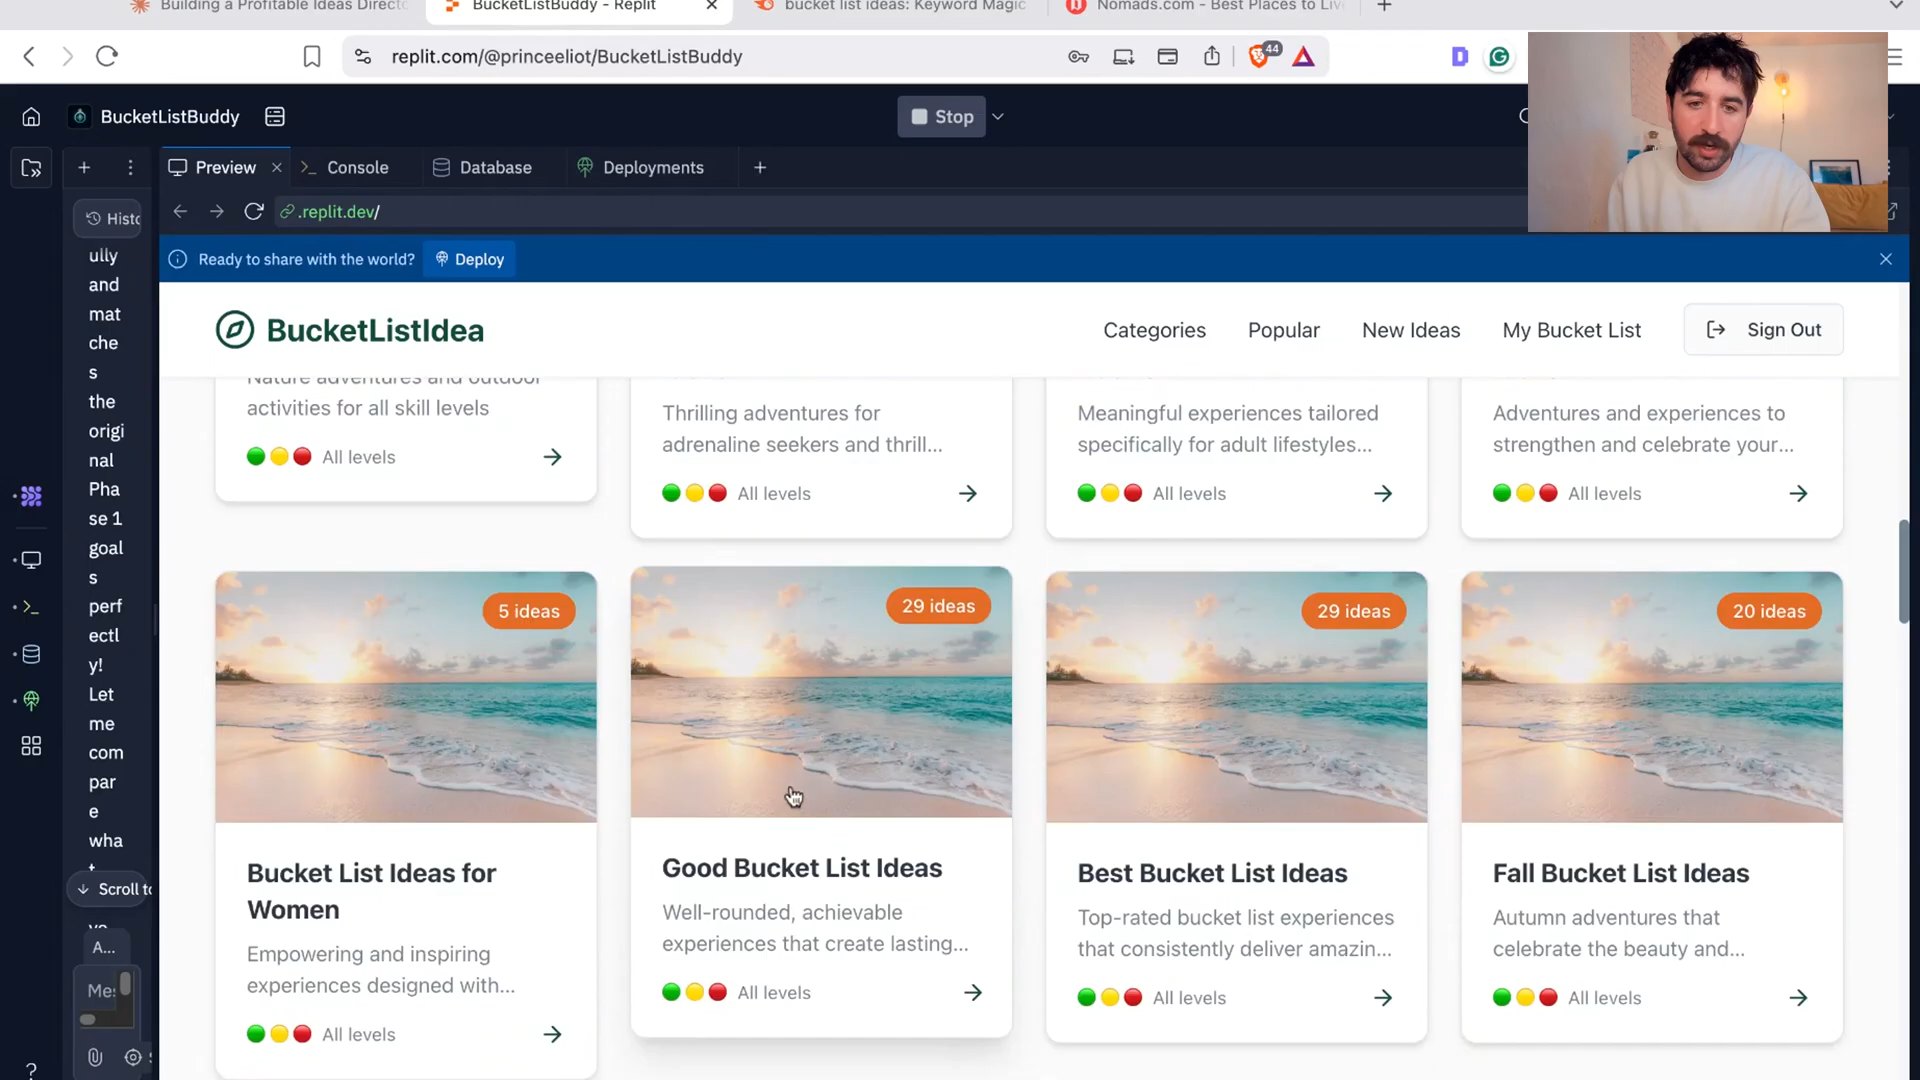 Building a Profitable Ideas Direct
BucketListBuddy - Replit
bucket list ideas: Keyword Magic
Nomads.com - Best Places to Liv
replit.com/@princeeliot/BucketListBuddy
44
D
G
BucketListBuddy
Stop
Preview
Console
Database
Deployments
.replit.dev/
Ready to share with the world?
Deploy
Histo
ully
and
mat
che
s
the
origi
nal
Pha
se 1
goal
s
perf
ectl
y!
Let
me
com
par
e
wha
Scroll to
A...
Me
?
BucketListIdea
Categories
Popular
New Ideas
My Bucket List
Sign Out
Nature adventures and outdoor
activities for all skill levels
All levels
Thrilling adventures for
adrenaline seekers and thrill...
All levels
Meaningful experiences tailored
specifically for adult lifestyles...
All levels
Adventures and experiences to
strengthen and celebrate your...
All levels
5 ideas
Bucket List Ideas for
Women
Empowering and inspiring
experiences designed with...
All levels
29 ideas
Good Bucket List Ideas
Well-rounded, achievable
experiences that create lasting...
All levels
29 ideas
Best Bucket List Ideas
Top-rated bucket list experiences
that consistently deliver amazin...
All levels
20 ideas
Fall Bucket List Ideas
Autumn adventures that
celebrate the beauty and...
All levels